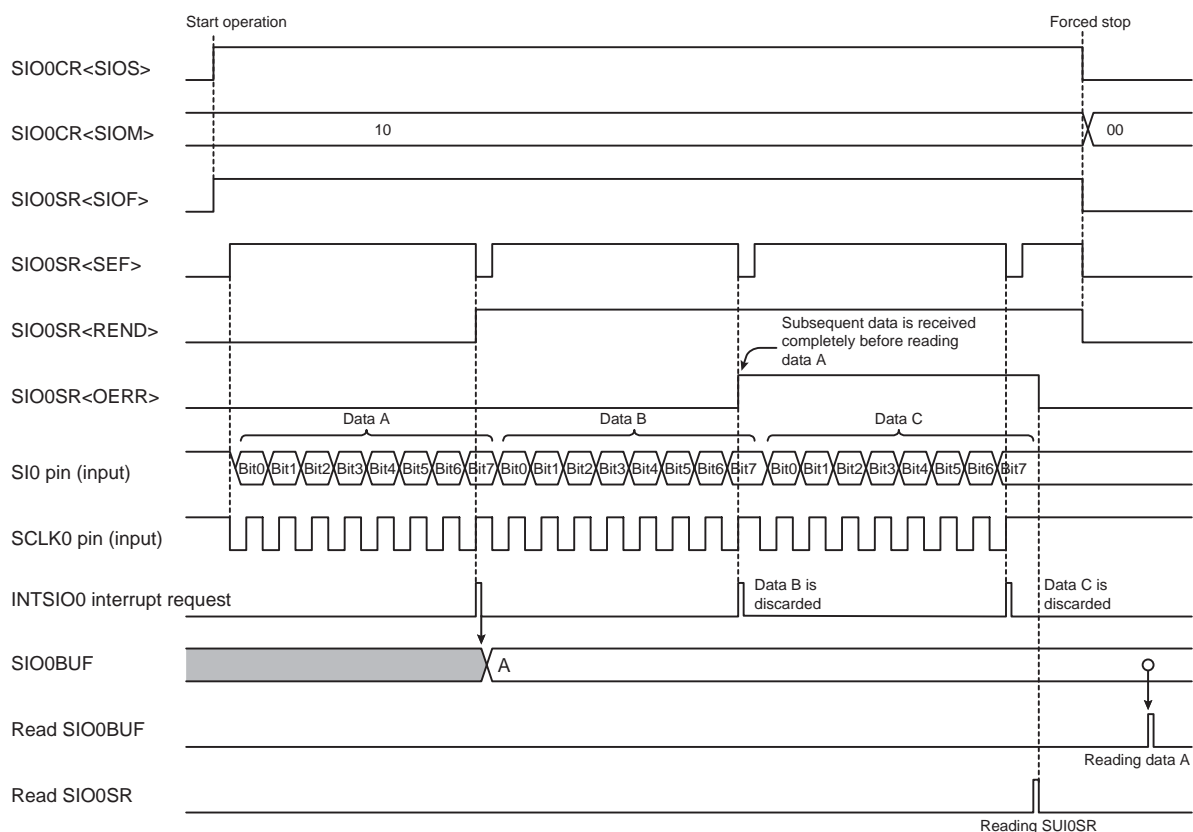 Start operation
Forced stop
SIO0CR<SIOS>
SIO0CR<SIOM>
10
00
SIO0SR<SIOF>
SIO0SR<SEF>
SIO0SR<REND>
Subsequent data is received
completely before reading
data A
SIO0SR<OERR>
Data A
Data B
Data C
SI0 pin (input)
Bit0 Bit1 Bit2 Bit3 Bit4 Bit5 Bit6 Bit7 Bit0 Bit1 Bit2 Bit3 Bit4 Bit5 Bit6 Bit7 Bit0 Bit1 Bit2 Bit3 Bit4 Bit5 Bit6 Bit7
SCLK0 pin (input)
INTSIO0 interrupt request
Data B is
discarded
Data C is
discarded
SIO0BUF
A
Read SIO0BUF
Reading data A
Read SIO0SR
Reading SUI0SR